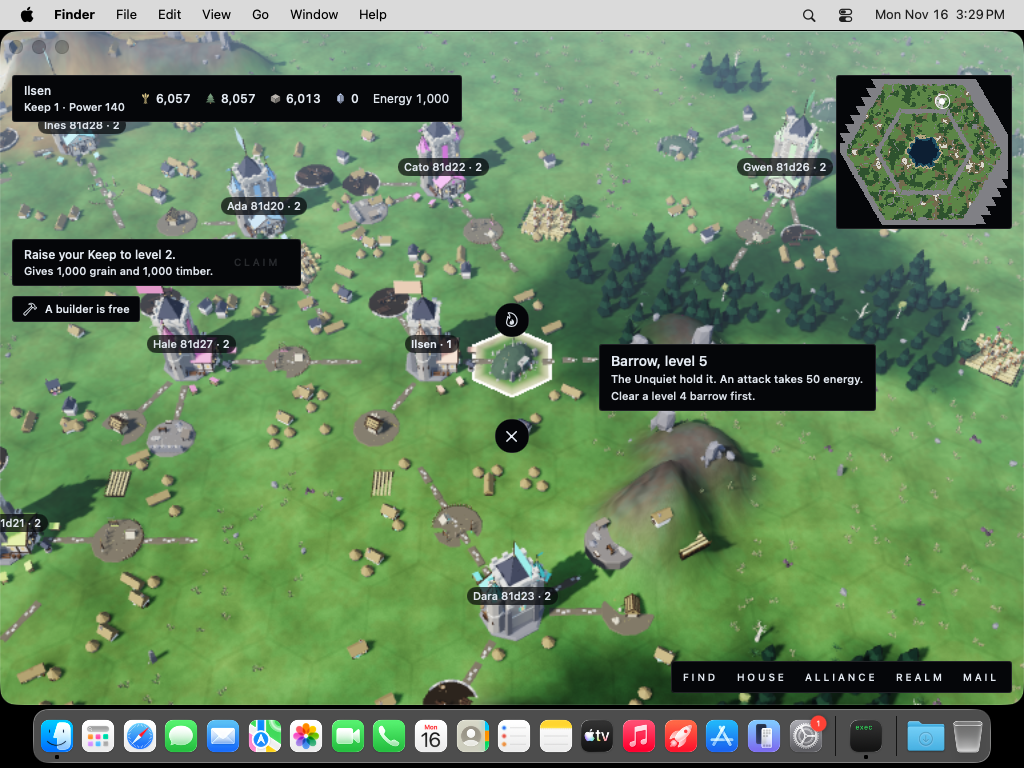 Finder File Edit View Go Window Help
Mon Nov 16 3:29 PM
Ilsen
Keep 1 · Power 140
6,057
8,057
6,013
0
Energy 1,000
Ines 81d28 · 2
Cato 81d22 · 2
Gwen 81d26 · 2
Ada 81d20 · 2
Raise your Keep to level 2.
Gives 1,000 grain and 1,000 timber.
CLAIM
A builder is free
Hale 81d27 · 2
Ilsen · 1
Barrow, level 5
The Unquiet hold it. An attack takes 50 energy.
Clear a level 4 barrow first.
1d21 · 2
Dara 81d23 · 2
FIND HOUSE ALLIANCE REALM MAIL
Mon
16
tv
1
exec